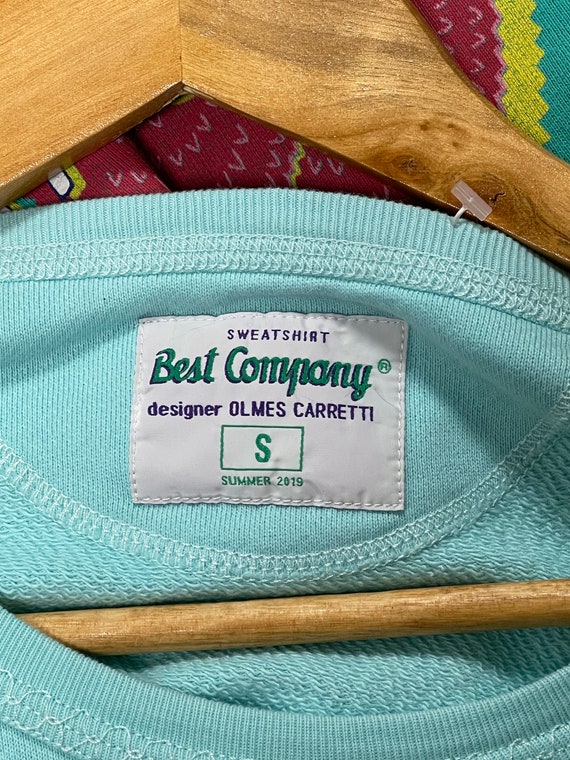 SWEATSHIRT
Best Company ®
designer OLMES CARRETTI
S
SUMMER 2019